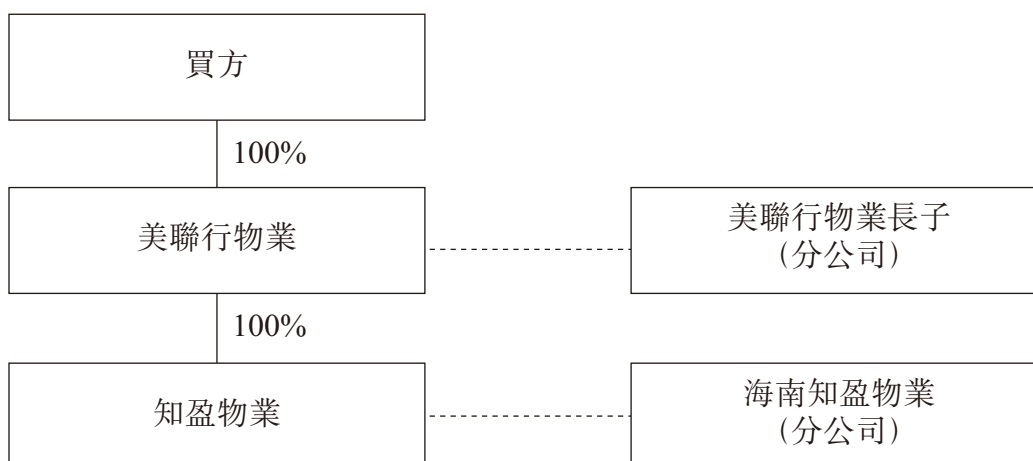 買方
100%
美聯行物業
美聯行物業長子
（分公司）
100%
知盈物業
海南知盈物業
（分公司）